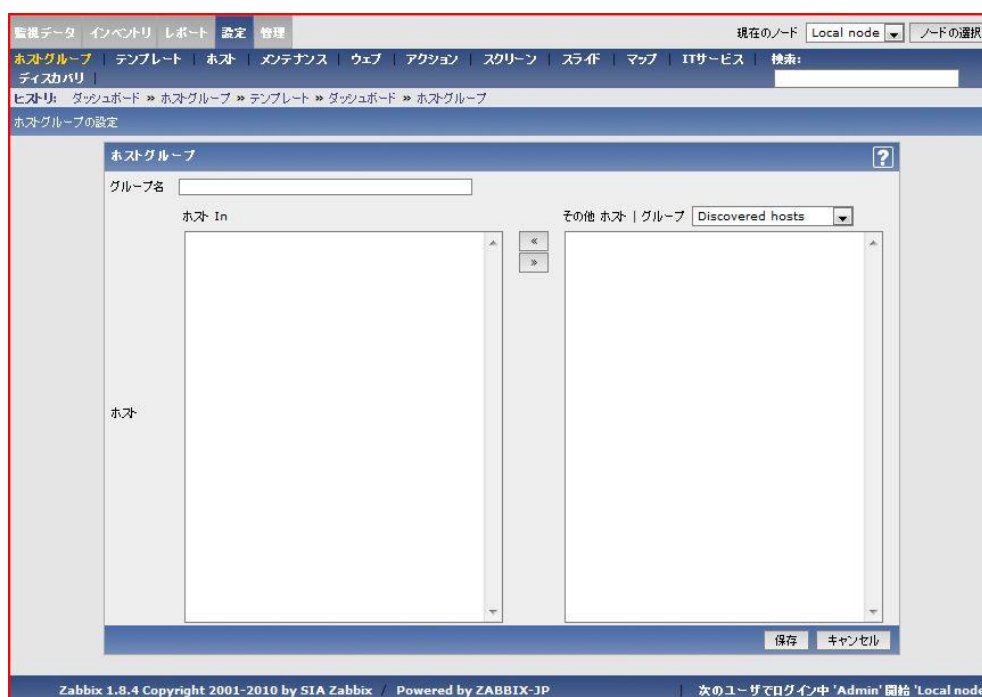 監視データ インベントリ レポート 設定 管理 現在のノード Local node ノードの選択
ホストグループ | テンプレート | ホスト | メンテナンス | ウェブ | アクション | スクリーン | スライド | マップ | ITサービス | 検索:
ディスカバリ |
ヒストリ: ダッシュボード » ホストグループ » テンプレート » ダッシュボード » ホストグループ
ホストグループの設定
ホストグループ ?
グループ名
ホスト In その他 ホスト | グループ Discovered hosts
«
»
ホスト
保存 キャンセル
Zabbix 1.8.4 Copyright 2001-2010 by SIA Zabbix / Powered by ZABBIX-JP | 次のユーザでログイン中 'Admin' 開始 'Local node